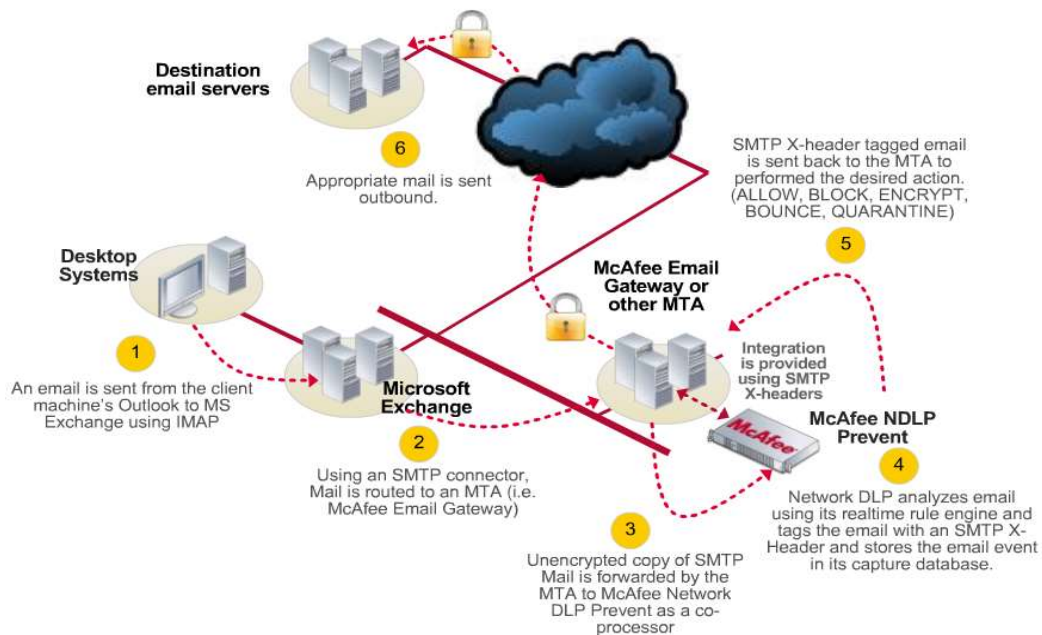 Destination
email servers
6
Appropriate mail is sent
outbound.
SMTP X-header tagged email
is sent back to the MTA to
performed the desired action.
(ALLOW, BLOCK, ENCRYPT,
BOUNCE, QUARANTINE)
5
Desktop
Systems
1
An email is sent from the client
machine's Outlook to MS
Exchange using IMAP
Microsoft
Exchange
2
Using an SMTP connector,
Mail is routed to an MTA (i.e.
McAfee Email Gateway)
McAfee Email
Gateway or
other MTA
Integration
is provided
using SMTP
X-headers
McAfee
McAfee NDLP
Prevent
3
Unencrypted copy of SMTP
Mail is forwarded by the
MTA to McAfee Network
DLP Prevent as a co-
processor
4
Network DLP analyzes email
using its realtime rule engine and
tags the email with an SMTP X-
Header and stores the email event
in its capture database.